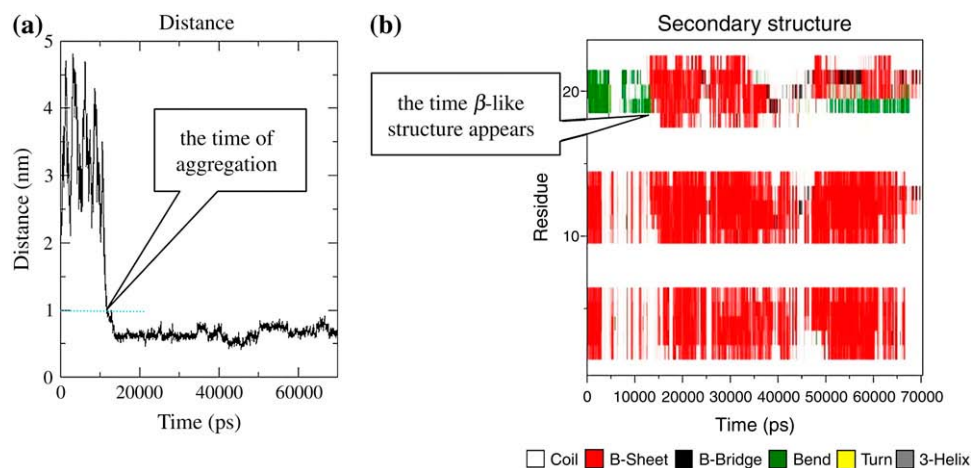 (a)
Distance
5
4
3
2
1
0
Distance (nm)
0 20000 40000 60000
Time (ps)
the time of
aggregation
(b)
Secondary structure
20
10
Residue
the time β-like
structure appears
0 10000 20000 30000 40000 50000 60000 70000
Time (ps)
Coil B-Sheet B-Bridge Bend Turn 3-Helix